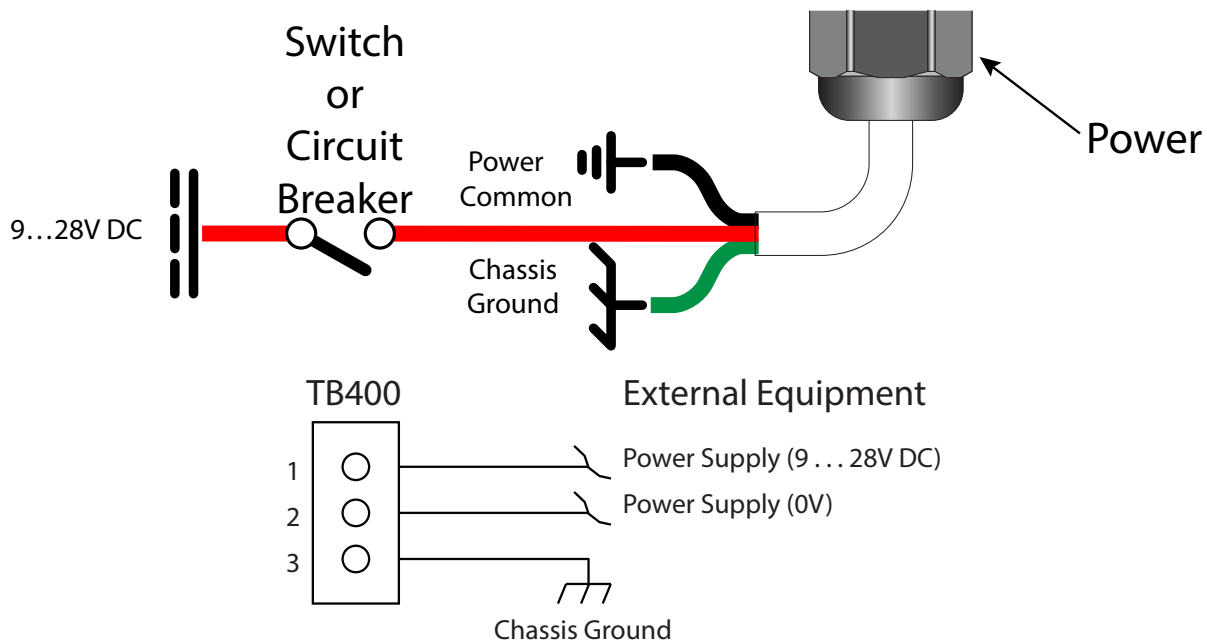 Switch
or
Circuit
Breaker
Power
Common
Power
9…28V DC
Chassis
Ground
TB400
External Equipment
1
Power Supply (9 . . . 28V DC)
2
Power Supply (0V)
3
Chassis Ground